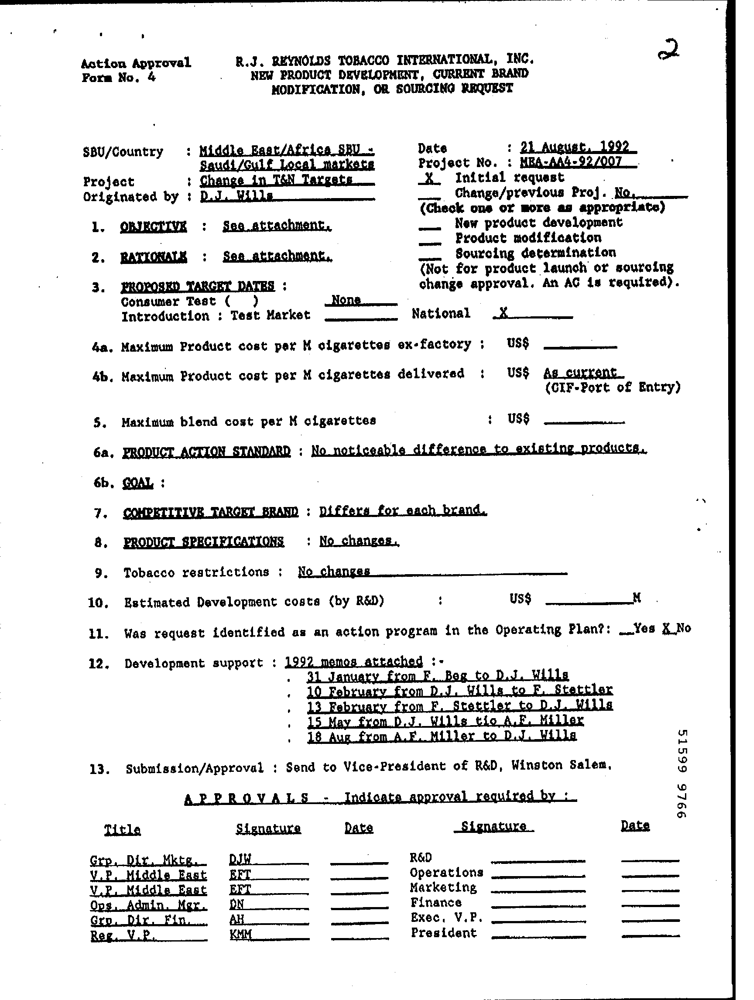 2
Action Approval R.J. REYNOLDS TOBACCO INTERNATIONAL, INC.
Form No. 4 NEW PRODUCT DEVELOPMENT, CURRENT BRAND
MODIFICATION, OR SOURCING REQUEST
SBU/Country : Middle East/Africa SBU - Date : 21 August, 1992
Saudi/Gulf Local markets Project No. : MEA-AA4-92/007
Project : Change in T&N Targets X Initial request
Originated by : D.J. Wills __ Change/previous Proj. No.
(Check one or more as appropriate)
1. OBJECTIVE : See attachment. __ New product development
__ Product modification
2. RATIONALE : See attachment. __ Sourcing determination
(Not for product launch or sourcing
3. PROPOSED TARGET DATES : change approval. An AC is required).
Consumer Test ( ) None
Introduction : Test Market ________ National X
4a. Maximum Product cost per M cigarettes ex-factory : US$ ________
4b. Maximum Product cost per M cigarettes delivered : US$ As current
(CIF-Port of Entry)
5. Maximum blend cost per M cigarettes : US$ ________
6a. PRODUCT ACTION STANDARD : No noticeable difference to existing products.
6b. GOAL :
7. COMPETITIVE TARGET BRAND : Differs for each brand.
8. PRODUCT SPECIFICATIONS : No changes.
9. Tobacco restrictions : No changes
10. Estimated Development costs (by R&D) : US$ ________M
11. Was request identified as an action program in the Operating Plan?: __Yes X No
12. Development support : 1992 memos attached :-
. 31 January from F. Beg to D.J. Wills
. 10 February from D.J. Wills to F. Stettler
. 13 February from F. Stettler to D.J. Wills
. 15 May from D.J. Wills tio A.F. Miller
. 18 Aug from A.F. Miller to D.J. Wills
13. Submission/Approval : Send to Vice-President of R&D, Winston Salem.
A P P R O V A L S - Indicate approval required by :
Title Signature Date Signature Date
Grp. Dir. Mktg. DJW R&D
V.P. Middle East EFT Operations
V.P. Middle East EFT Marketing
Ops. Admin. Mgr. DN Finance
Grp. Dir. Fin. AH Exec. V.P.
Reg. V.P. KMM President
51599 9766